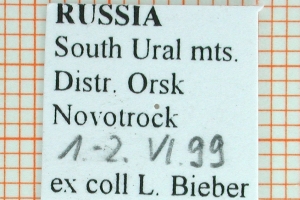 RUSSIA
South Ural mts.
Distr. Orsk
Novotrock
1.-2. VI.99
ex coll L. Bieber